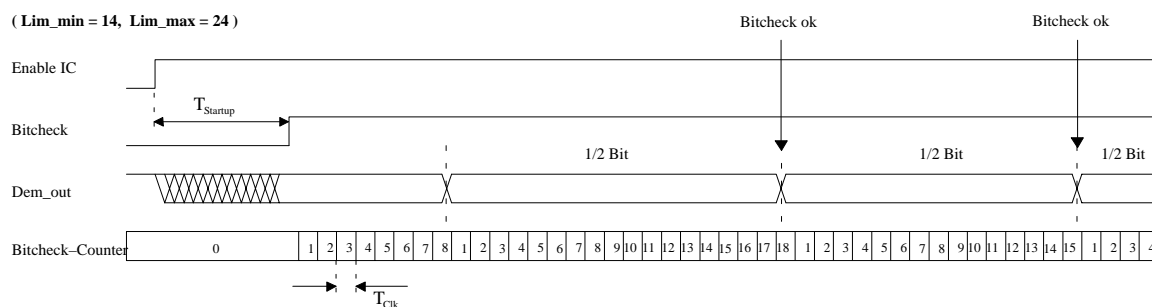 ( Lim_min = 14, Lim_max = 24 )
Bitcheck ok
Bitcheck ok
Enable IC
TStartup
Bitcheck
1/2 Bit
1/2 Bit
1/2 Bit
Dem_out
Bitcheck–Counter
0 1 2 3 4 5 6 7 8 1 2 3 4 5 6 7 8 9 10 11 12 13 14 15 16 17 18 1 2 3 4 5 6 7 8 9 10 11 12 13 14 15 1 2 3 4
TClk